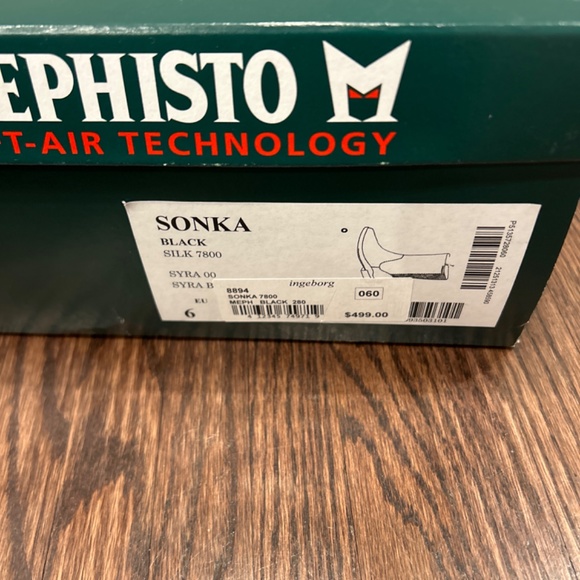 EPHISTO
T-AIR TECHNOLOGY
SONKA
BLACK
SILK 7800
SYRA 00
SYRA B
EU
6
ingeborg
8894
060
SONKA 7800
MEPH BLACK 280
$499.00